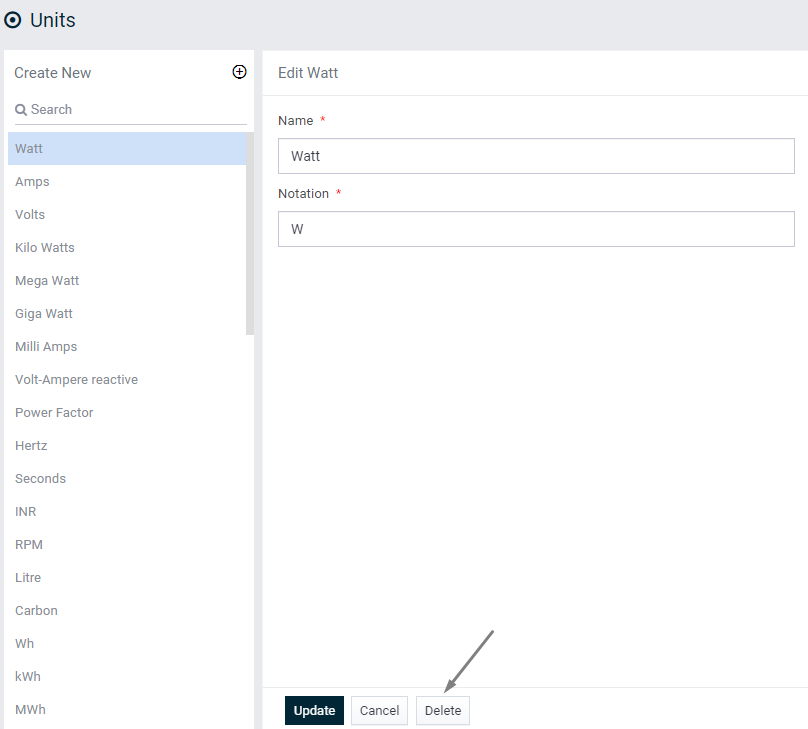 Units
Create New
Search
Watt
Amps
Volts
Kilo Watts
Mega Watt
Giga Watt
Milli Amps
Volt-Ampere reactive
Power Factor
Hertz
Seconds
INR
RPM
Litre
Carbon
Wh
kWh
MWh
Edit Watt
Name *
Watt
Notation *
W
Update Cancel Delete